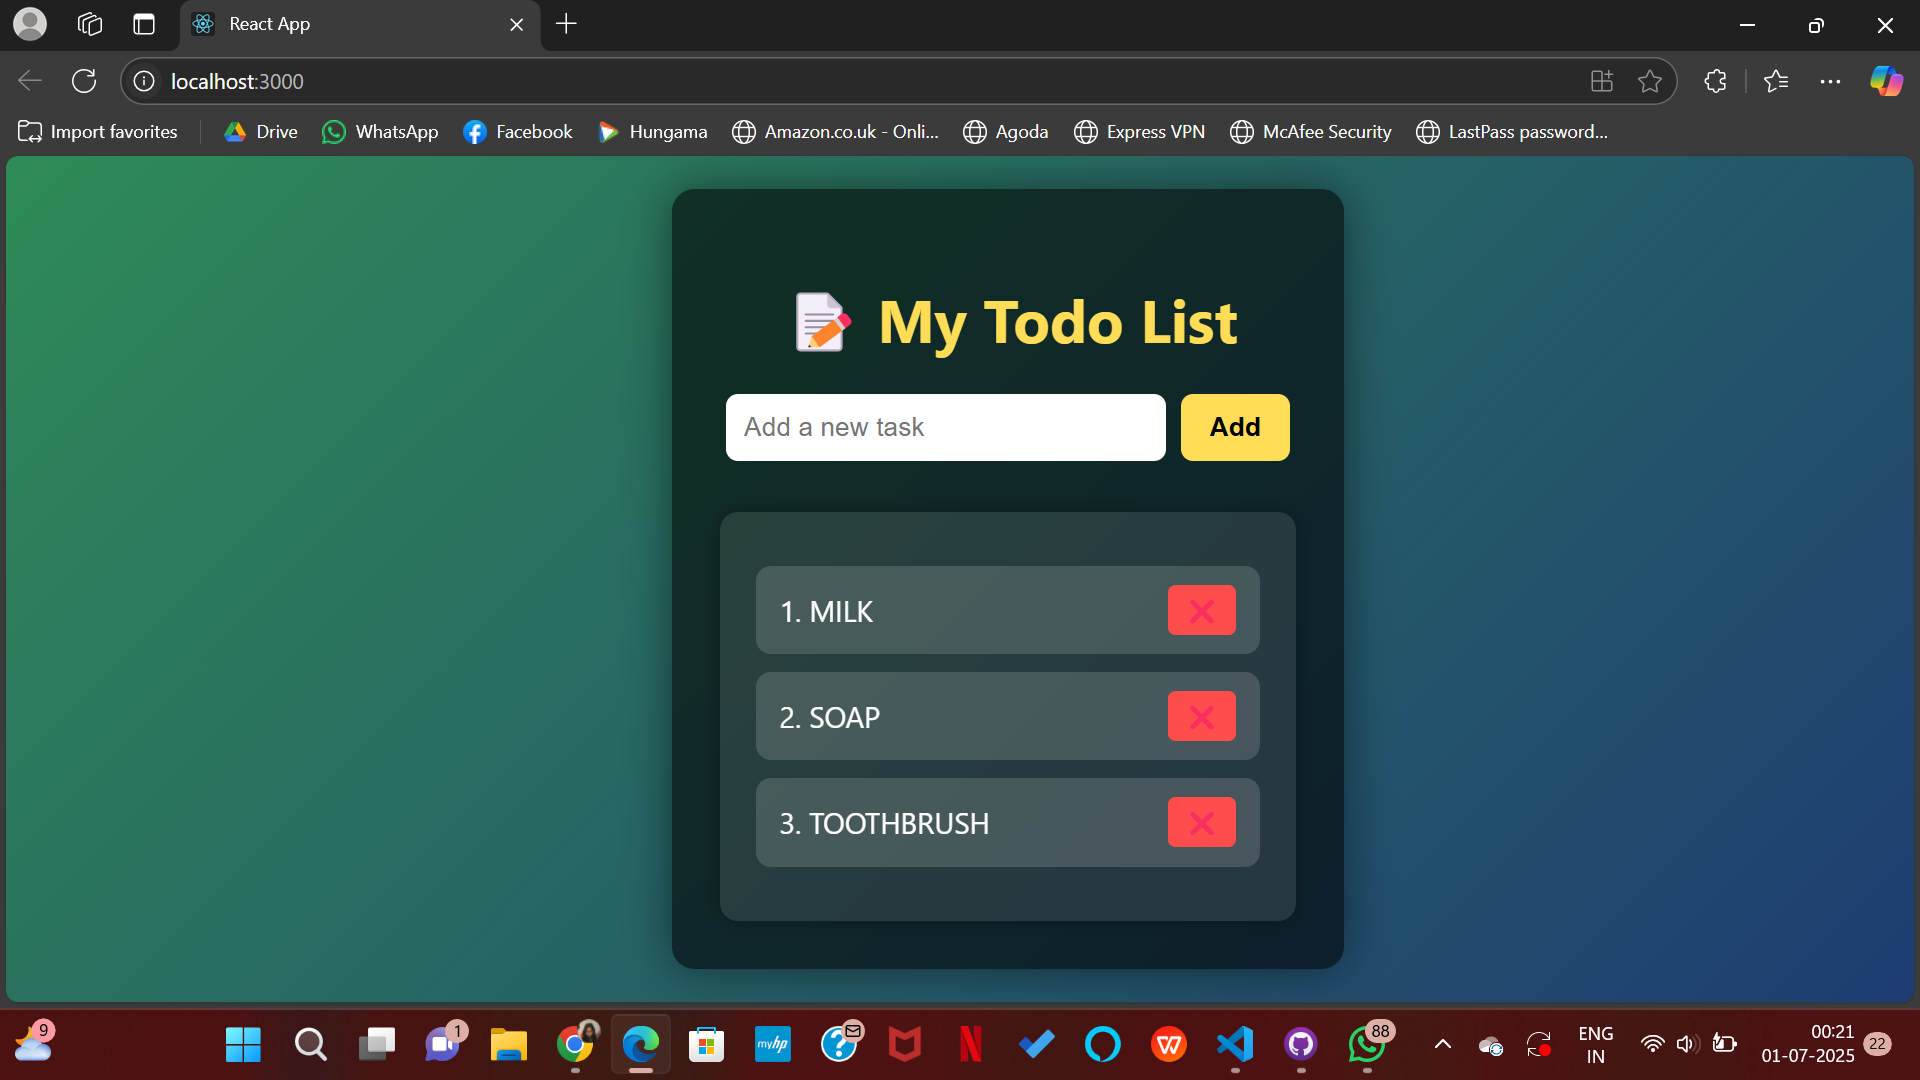 React App
localhost:3000
Import favorites
Drive
WhatsApp
Facebook
Hungama
Amazon.co.uk - Onli...
Agoda
Express VPN
McAfee Security
LastPass password...
My Todo List
Add a new task
Add
1. MILK
2. SOAP
3. TOOTHBRUSH
9
1
myhp
88
ENG
IN
00:21
01-07-2025
22